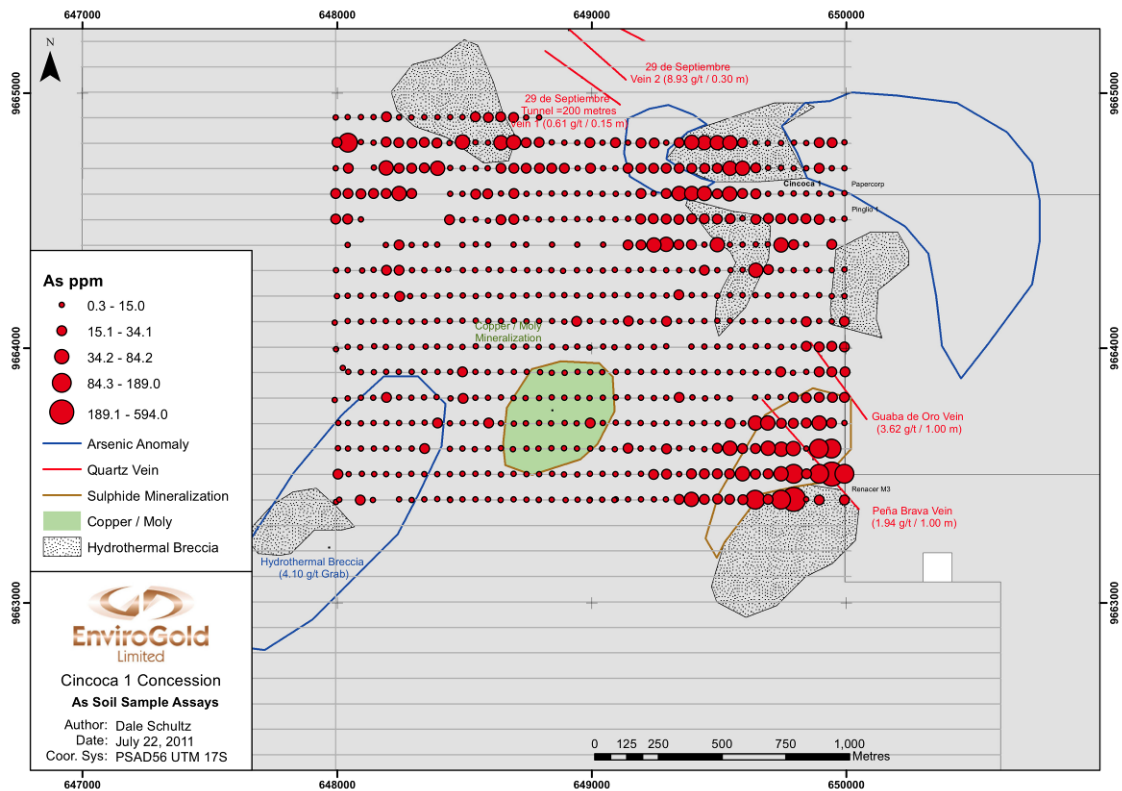 647000
648000
649000
650000
N
9665000
9665000
29 de Septiembre
Vein 2 (8.93 g/t / 0.30 m)
29 de Septiembre
Tunnel =200 metres
Vein 1 (0.61 g/t / 0.15 m)
Cincoca 1
Papercorp
Pinglio 1
As ppm
0.3 - 15.0
15.1 - 34.1
34.2 - 84.2
84.3 - 189.0
189.1 - 594.0
Arsenic Anomaly
Quartz Vein
Sulphide Mineralization
Copper / Moly
Hydrothermal Breccia
Copper / Moly
Mineralization
9664000
9664000
Guaba de Oro Vein
(3.62 g/t / 1.00 m)
Renacer M3
Peña Brava Vein
(1.94 g/t / 1.00 m)
Hydrothermal Breccia
(4.10 g/t Grab)
9663000
9663000
EnviroGold
Limited
Cincoca 1 Concession
As Soil Sample Assays
Author: Dale Schultz
Date: July 22, 2011
Coor. Sys: PSAD56 UTM 17S
0 125 250 500 750 1,000
Metres
647000
648000
649000
650000